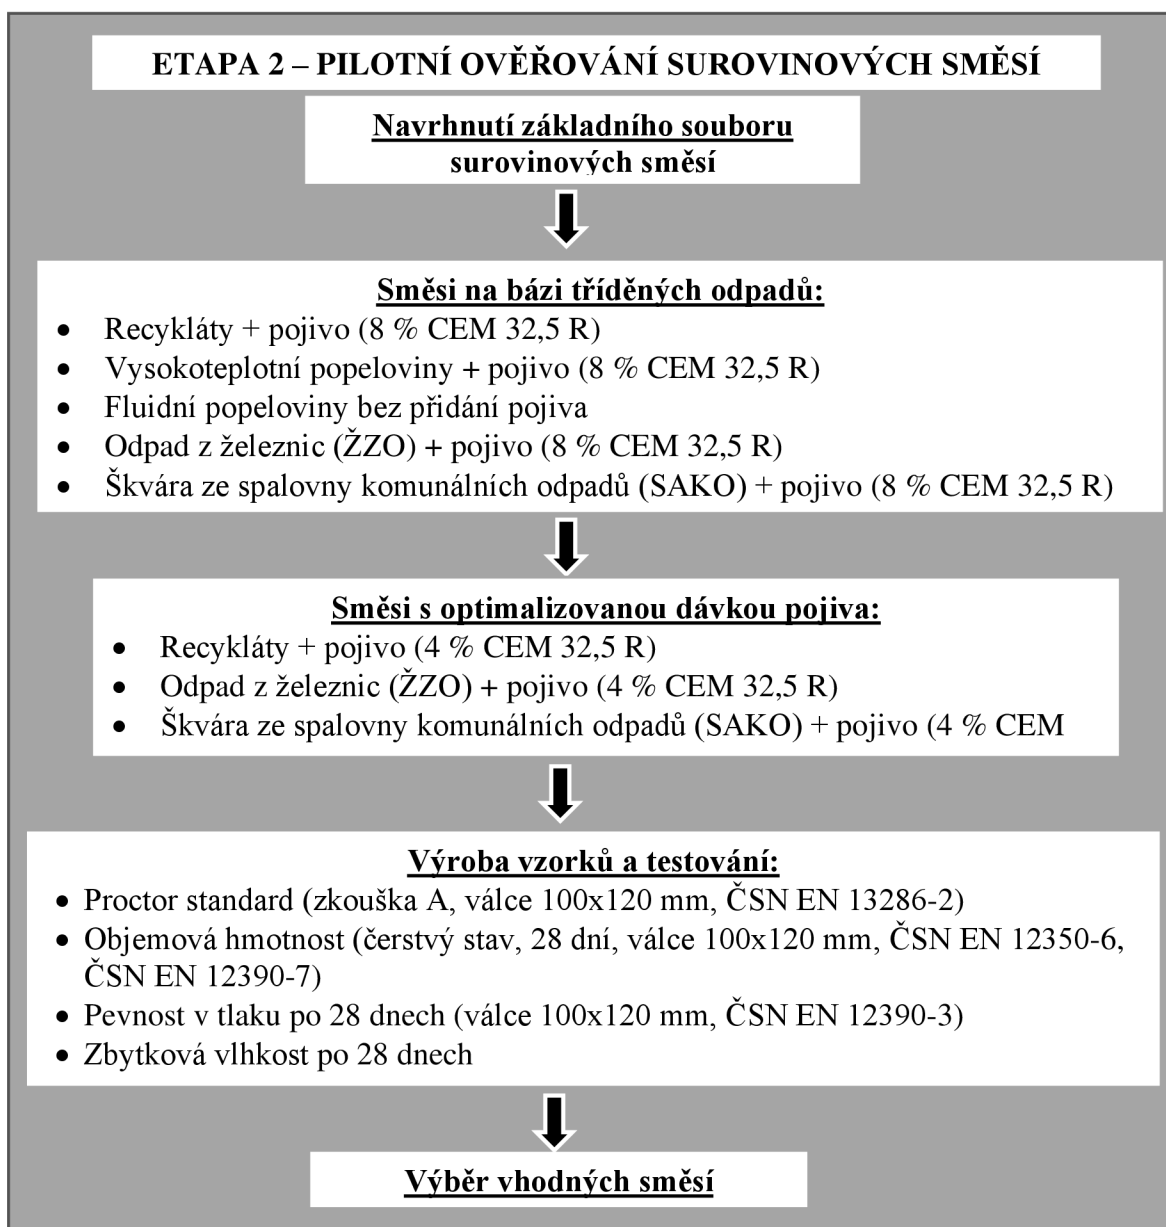 ETAPA 2 – PILOTNÍ OVĚŘOVÁNÍ SUROVINOVÝCH SMĚSÍ
Navrhnutí základního souboru
surovinových směsí
Směsi na bázi tříděných odpadů:
• Recykláty + pojivo (8 % CEM 32,5 R)
• Vysokoteplotní popeloviny + pojivo (8 % CEM 32,5 R)
• Fluidní popeloviny bez přidání pojiva
• Odpad z železnic (ŽZO) + pojivo (8 % CEM 32,5 R)
• Škvára ze spalovny komunálních odpadů (SAKO) + pojivo (8 % CEM 32,5 R)
Směsi s optimalizovanou dávkou pojiva:
• Recykláty + pojivo (4 % CEM 32,5 R)
• Odpad z železnic (ŽZO) + pojivo (4 % CEM 32,5 R)
• Škvára ze spalovny komunálních odpadů (SAKO) + pojivo (4 % CEM
Výroba vzorků a testování:
• Proctor standard (zkouška A, válce 100x120 mm, ČSN EN 13286-2)
• Objemová hmotnost (čerstvý stav, 28 dní, válce 100x120 mm, ČSN EN 12350-6,
ČSN EN 12390-7)
• Pevnost v tlaku po 28 dnech (válce 100x120 mm, ČSN EN 12390-3)
• Zbytková vlhkost po 28 dnech
Výběr vhodných směsí